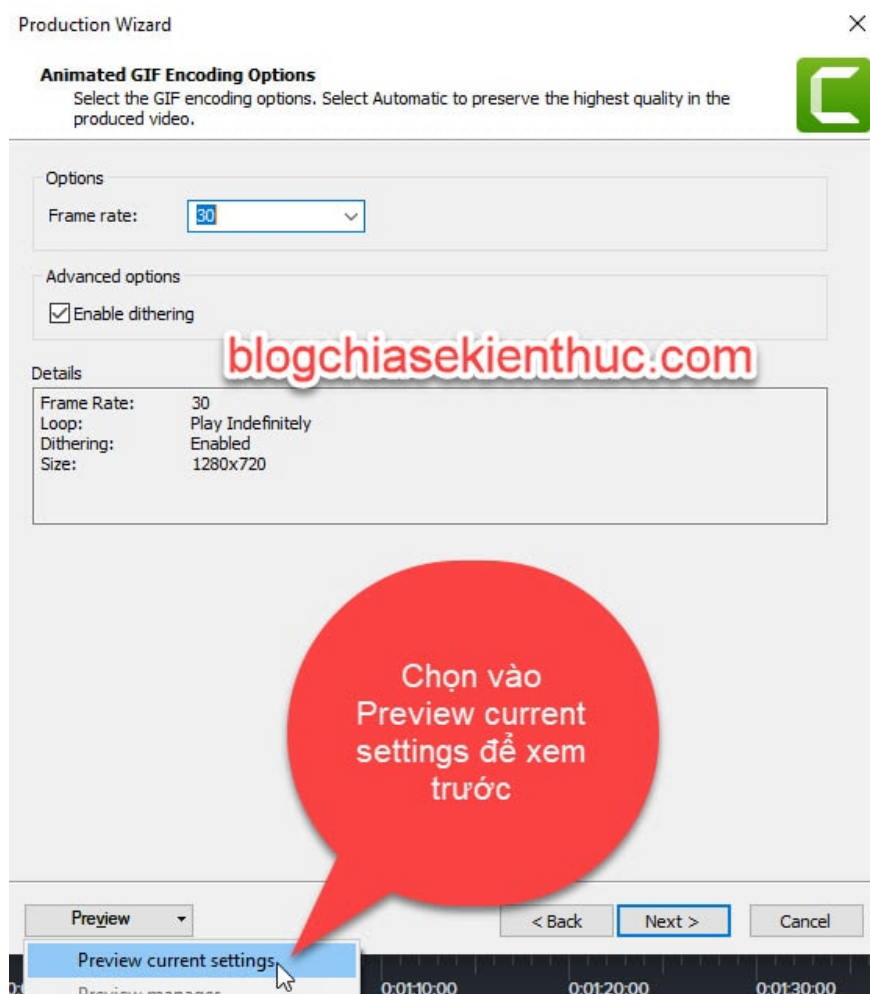 Production Wizard
Animated GIF Encoding Options
Select the GIF encoding options. Select Automatic to preserve the highest quality in the
produced video.
Options
Frame rate: 30
Advanced options
Enable dithering
blogchiasekienthuc.com
Details
Frame Rate: 30
Loop: Play Indefinitely
Dithering: Enabled
Size: 1280x720
Chọn vào
Preview current
settings để xem
trước
Preview
< Back Next > Cancel
Preview current settings
Preview manager
0:01:10:00 0:01:20:00 0:01:30:00